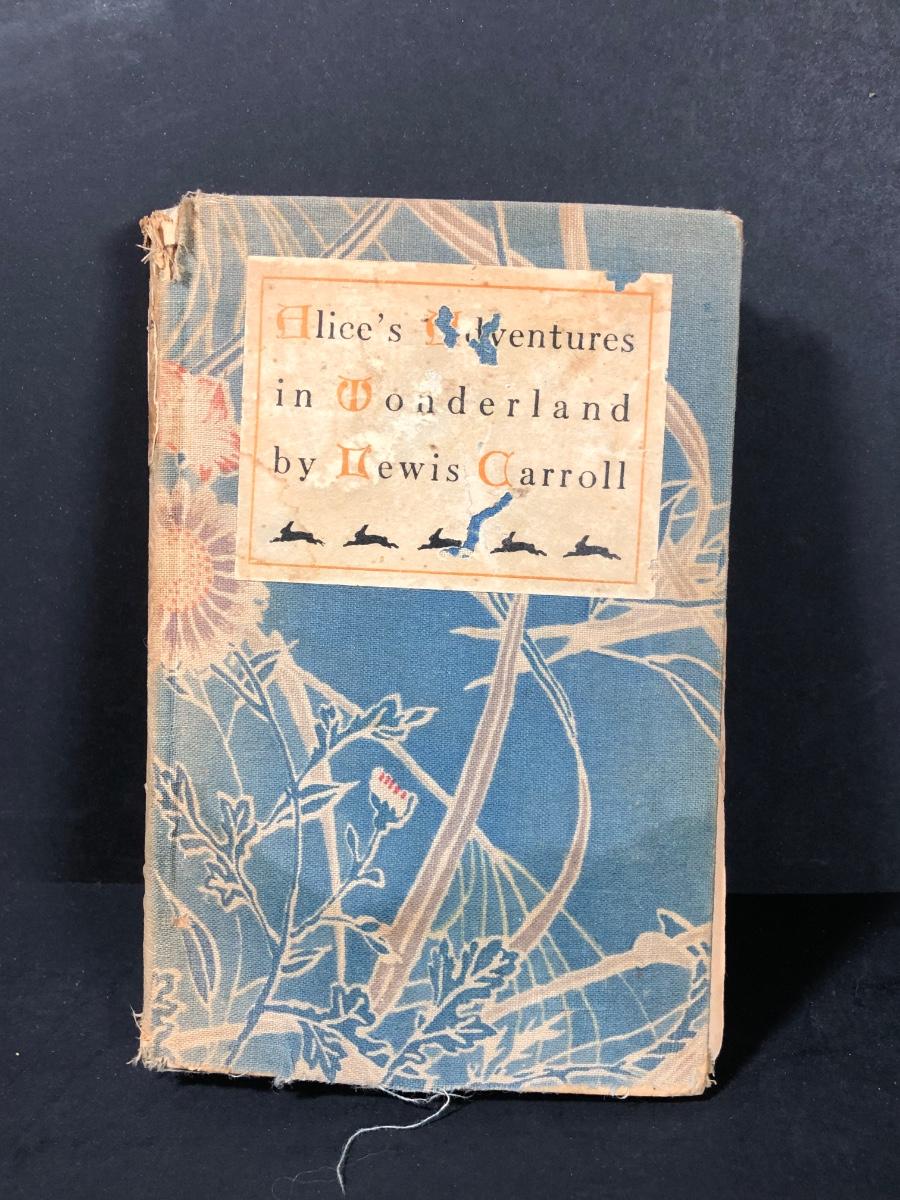 Alice's Adventures
in Wonderland
by Lewis Carroll